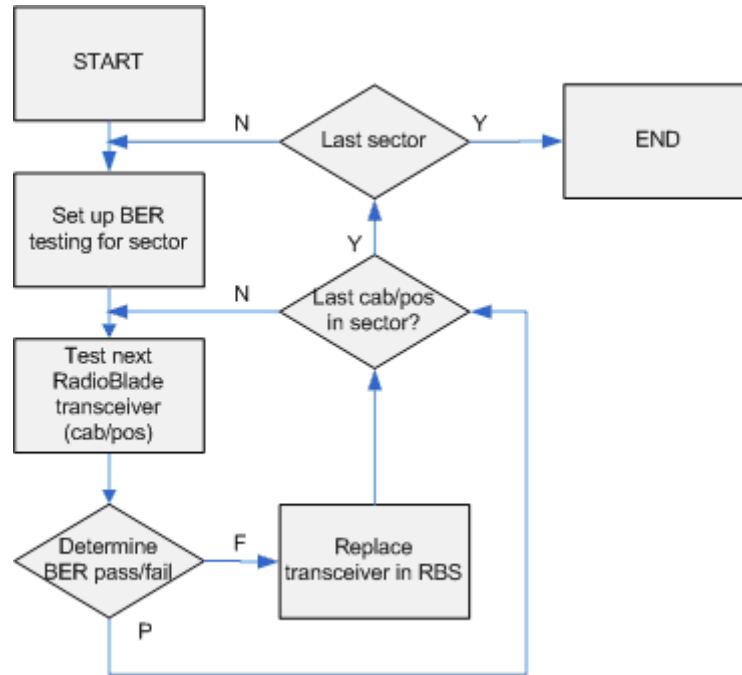 START
N
Last sector
Y
END
Set up BER
testing for sector
Y
N
Last cab/pos
in sector?
Test next
RadioBlade
transceiver
(cab/pos)
Determine
BER pass/fail
F
Replace
transceiver in RBS
P